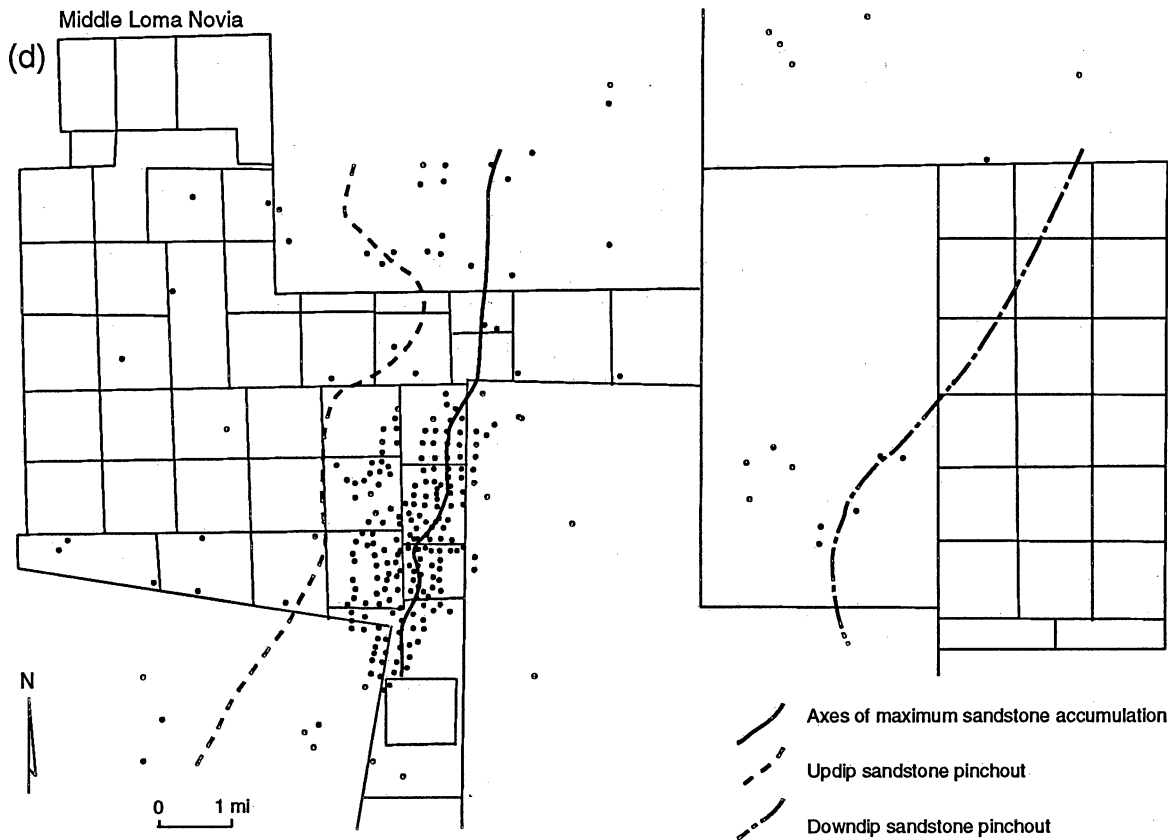 Middle Loma Novia
(d)
N
0 1 mi
Axes of maximum sandstone accumulation
Updip sandstone pinchout
Downdip sandstone pinchout